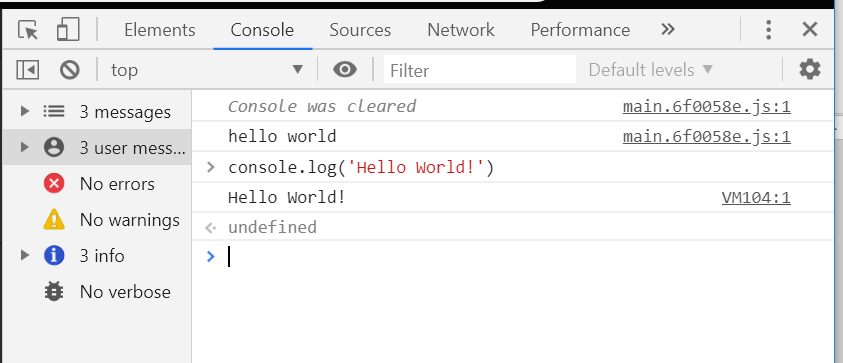 Elements Console Sources Network Performance »
top Filter Default levels ▼
3 messages
3 user mess...
No errors
No warnings
3 info
No verbose
Console was cleared main.6f0058e.js:1
hello world main.6f0058e.js:1
> console.log('Hello World!')
Hello World! VM104:1
undefined
>